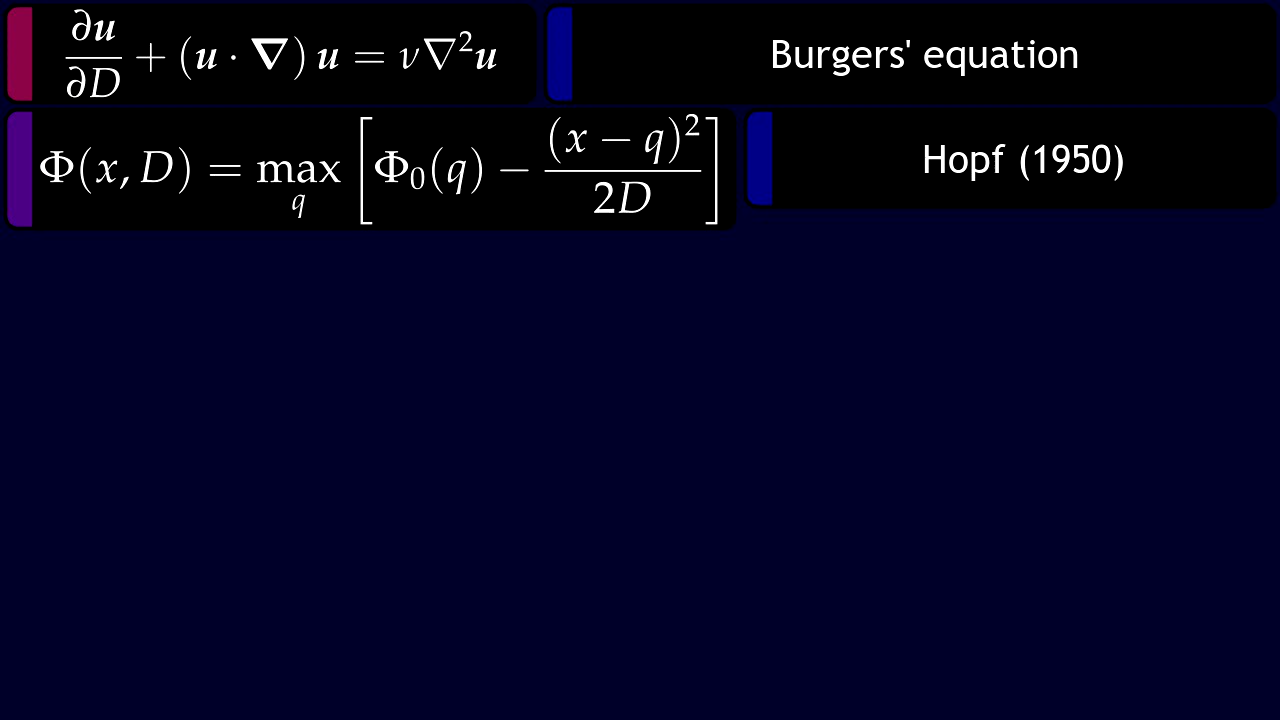 ∂u/∂D + (u · ∇) u = ν∇²u
Burgers' equation
Φ(x, D) = max_q [Φ₀(q) − (x − q)²/2D]
Hopf (1950)